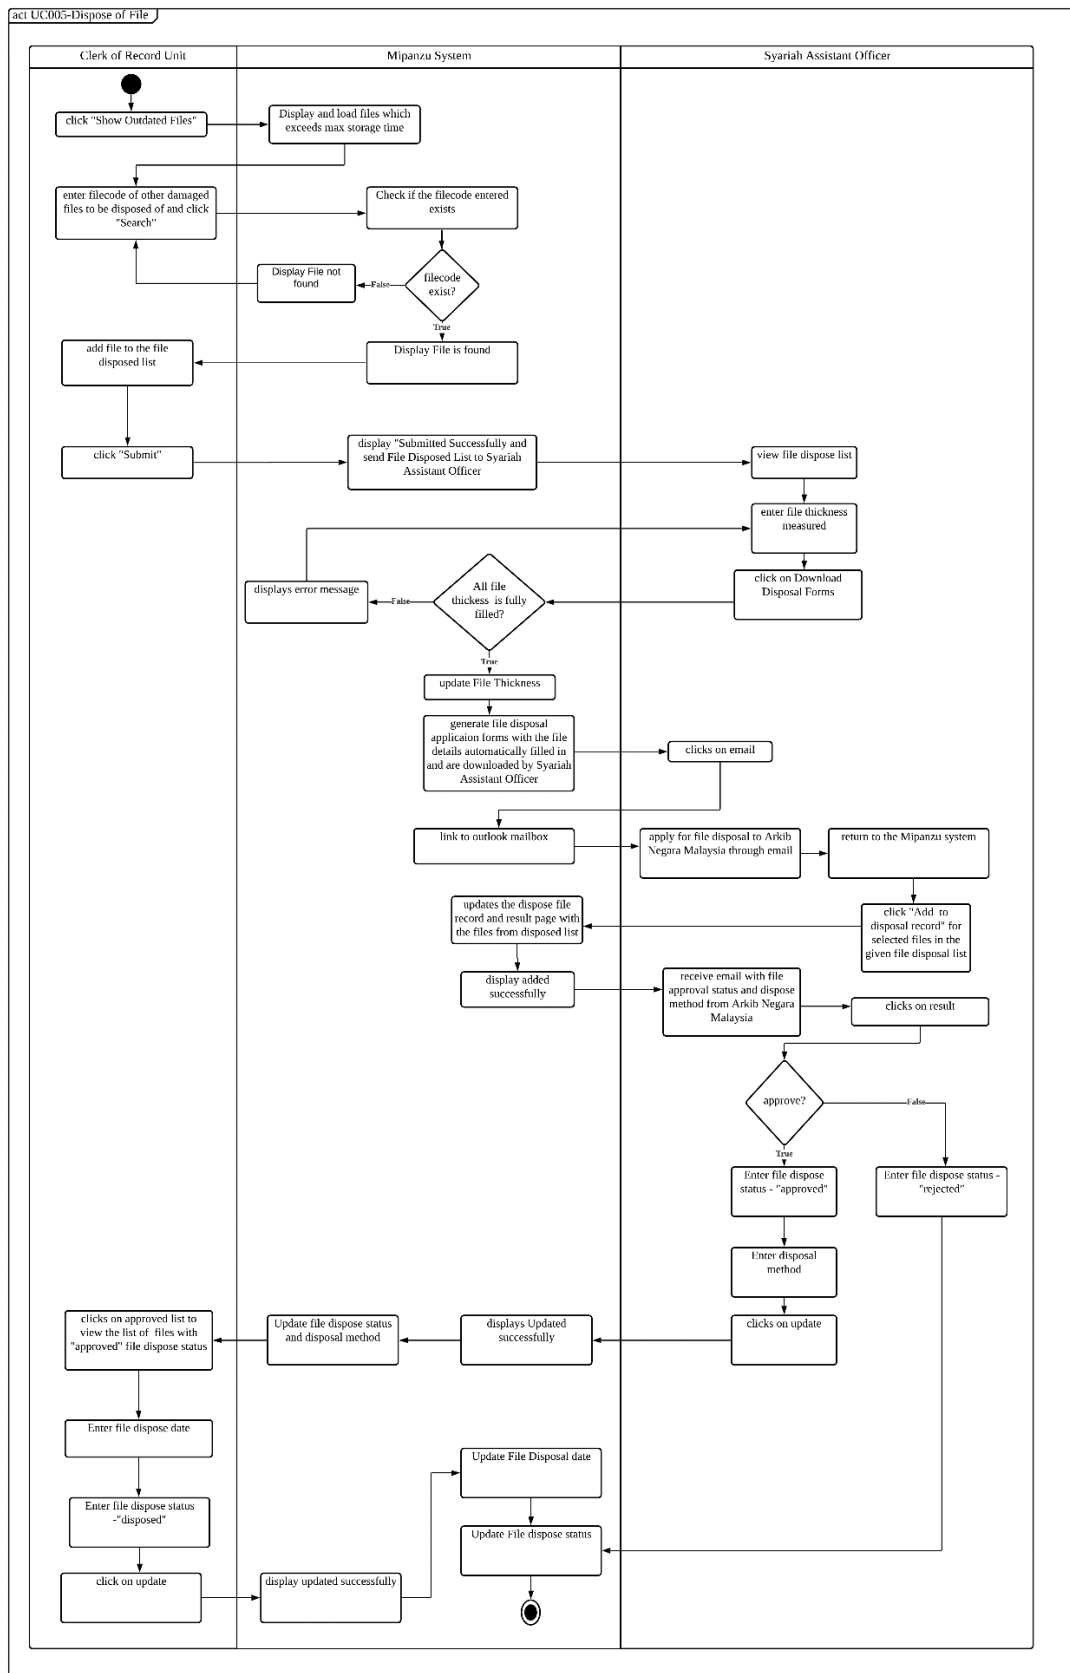 act UC005-Dispose of File
Clerk of Record Unit
Mipanzu System
Syariah Assistant Officer
click "Show Outdated Files"
Display and load files which
exceeds max storage time
enter filecode of other damaged
files to be disposed of and click
"Search"
Check if the filecode entered
exists
filecode
exist?
False
Display File not
found
True
Display File is found
add file to the file
disposed list
click "Submit"
display "Submitted Successfully and
send File Disposed List to Syariah
Assistant Officer
view file dispose list
enter file thickness
measured
click on Download
Disposal Forms
All file
thickess is fully
filled?
False
displays error message
True
update File Thickness
generate file disposal
applicaion forms with the file
details automatically filled in
and are downloaded by Syariah
Assistant Officer
clicks on email
link to outlook mailbox
apply for file disposal to Arkib
Negara Malaysia through email
return to the Mipanzu system
click "Add to
disposal record" for
selected files in the
given file disposal list
updates the dispose file
record and result page with
the files from disposed list
display added
successfully
receive email with file
approval status and dispose
method from Arkib Negara
Malaysia
clicks on result
approve?
False
True
Enter file dispose
status - "approved"
Enter file dispose status -
"rejected"
Enter disposal
method
clicks on update
displays Updated
successfully
Update file dispose status
and disposal method
clicks on approved list to
view the list of files with
"approved" file dispose status
Enter file dispose date
Enter file dispose status
-"disposed"
click on update
display updated successfully
Update File Disposal date
Update File dispose status